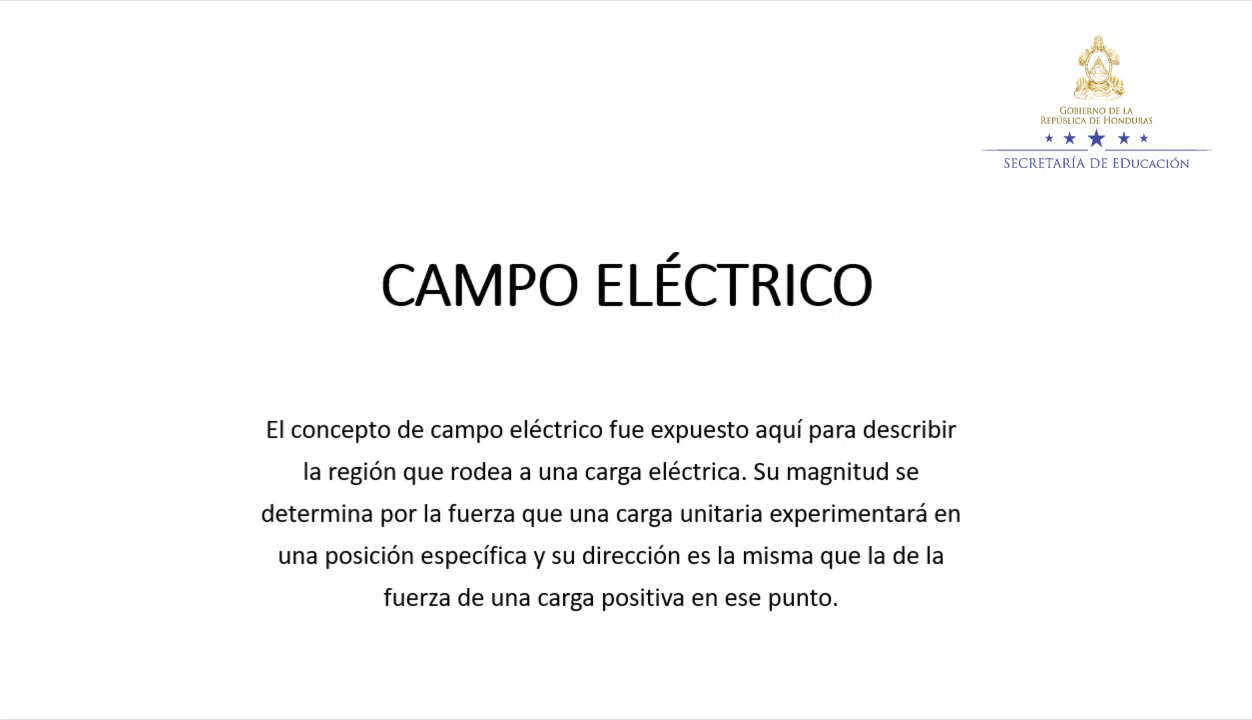 GOBIERNO DE LA
REPÚBLICA DE HONDURAS
SECRETARÍA DE EDUCACIÓN
CAMPO ELÉCTRICO
El concepto de campo eléctrico fue expuesto aquí para describir
la región que rodea a una carga eléctrica. Su magnitud se
determina por la fuerza que una carga unitaria experimentará en
una posición específica y su dirección es la misma que la de la
fuerza de una carga positiva en ese punto.